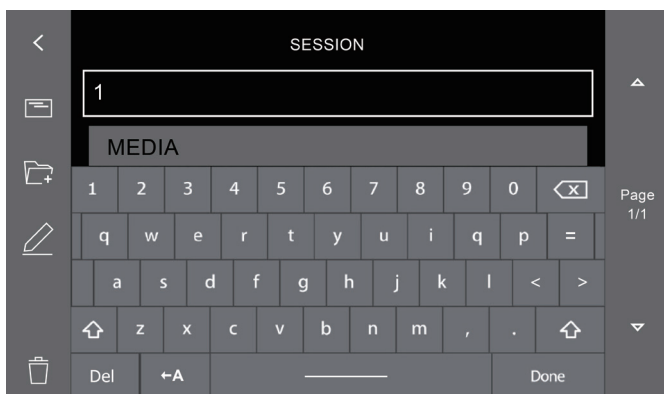 SESSION
1
MEDIA
1 2 3 4 5 6 7 8 9 0 X
Page
1/1
q w e r t y u i q p =
a s d f g h j k l < >
z x c v b n m , .
Del ←A Done